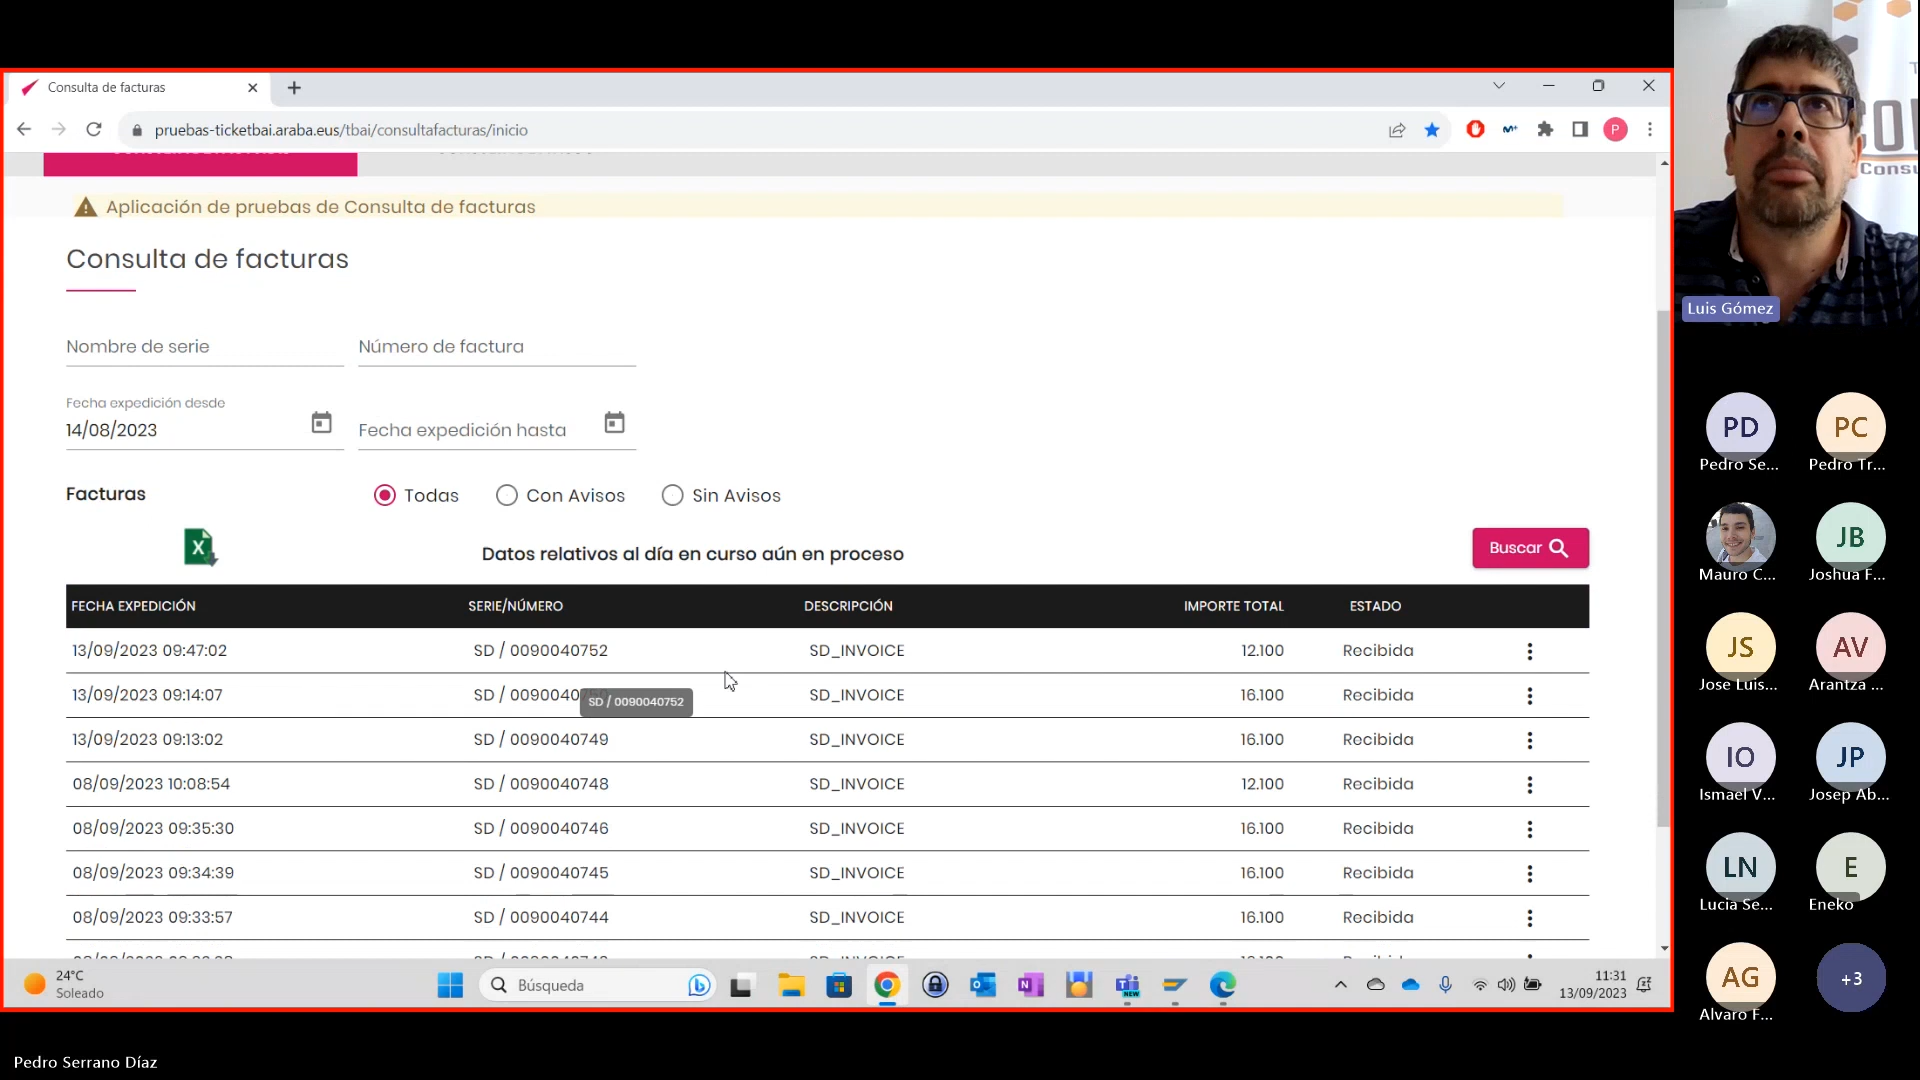 Consulta de facturas
pruebas-ticketbai.araba.eus/tbai/consultafacturas/inicio
P
Aplicación de pruebas de Consulta de facturas
Consulta de facturas
Nombre de serie
Número de factura
Fecha expedición desde
14/08/2023
Fecha expedición hasta
Facturas
Todas
Con Avisos
Sin Avisos
Datos relativos al día en curso aún en proceso
Buscar
FECHA EXPEDICIÓN SERIE/NÚMERO DESCRIPCIÓN IMPORTE TOTAL ESTADO
13/09/2023 09:47:02 SD / 0090040752 SD_INVOICE 12.100 Recibida
13/09/2023 09:14:07 SD / 0090040 SD_INVOICE 16.100 Recibida
SD / 0090040752
13/09/2023 09:13:02 SD / 0090040749 SD_INVOICE 16.100 Recibida
08/09/2023 10:08:54 SD / 0090040748 SD_INVOICE 12.100 Recibida
08/09/2023 09:35:30 SD / 0090040746 SD_INVOICE 16.100 Recibida
08/09/2023 09:34:39 SD / 0090040745 SD_INVOICE 16.100 Recibida
08/09/2023 09:33:57 SD / 0090040744 SD_INVOICE 16.100 Recibida
24°C
Soleado
Búsqueda
NEW
11:31
13/09/2023
Pedro Serrano Díaz
Consu
Luis Gómez
PD
Pedro Se...
PC
Pedro Tr...
Mauro C...
JB
Joshua F...
JS
Jose Luis...
AV
Arantza ...
IO
Ismael V...
JP
Josep Ab...
LN
Lucia Se...
E
Eneko
AG
Alvaro F...
+3